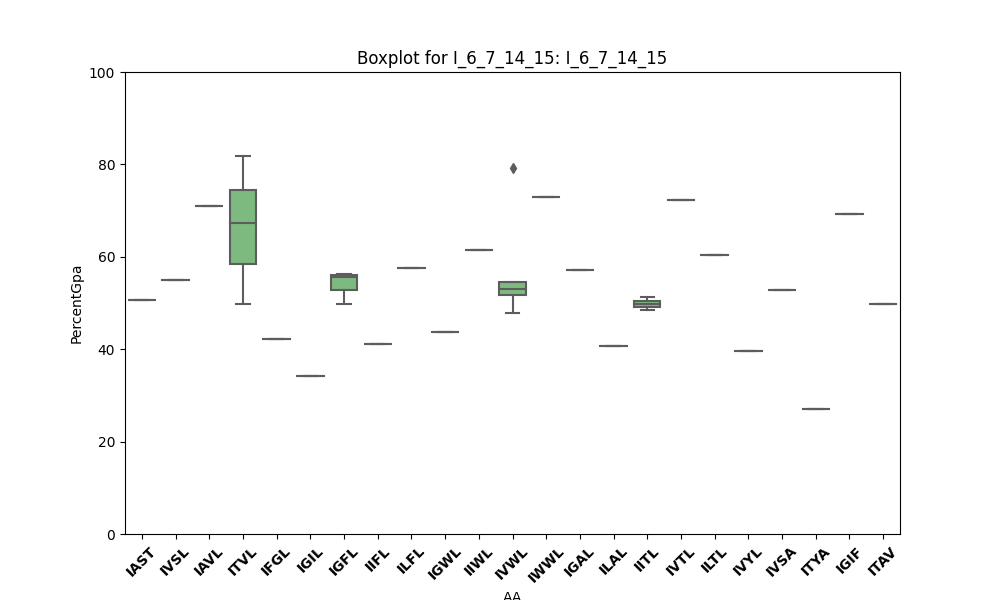 Boxplot for I_6_7_14_15: I_6_7_14_15
100
80
60
40
20
0
PercentGpa
IAST IVSL IAVL ITVL IFGL IGIL IGFL IIFL ILFL IGWL IIWL IVWL IWWL IGAL ILAL IITL IVTL ILTL IVYL IVSA ITYA IGIF ITAV
AA